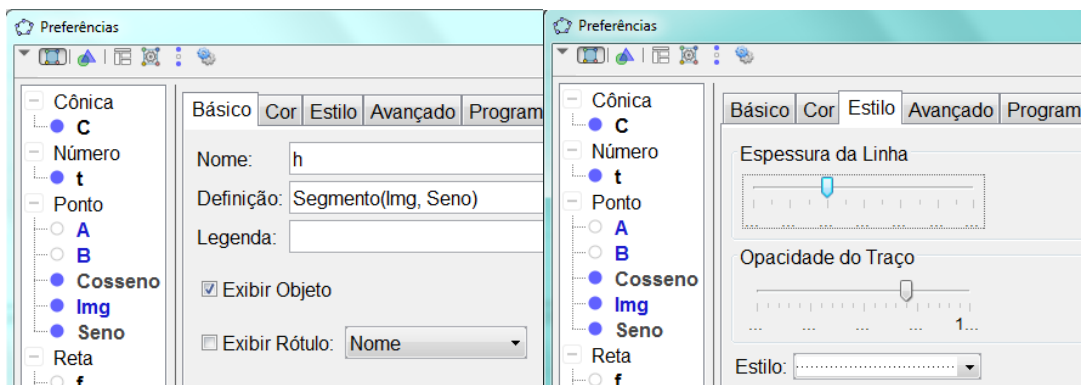 Preferências
Cônica
C
Número
t
Ponto
A
B
Cosseno
Img
Seno
Reta
f
Básico Cor Estilo Avançado Program
Nome: h
Definição: Segmento(Img, Seno)
Legenda:
Exibir Objeto
Exibir Rótulo: Nome
Preferências
Cônica
C
Número
t
Ponto
A
B
Cosseno
Img
Seno
Reta
f
Básico Cor Estilo Avançado Program
Espessura da Linha
... ... ... ... ... ...
Opacidade do Traço
... ... ... ... 1...
Estilo: